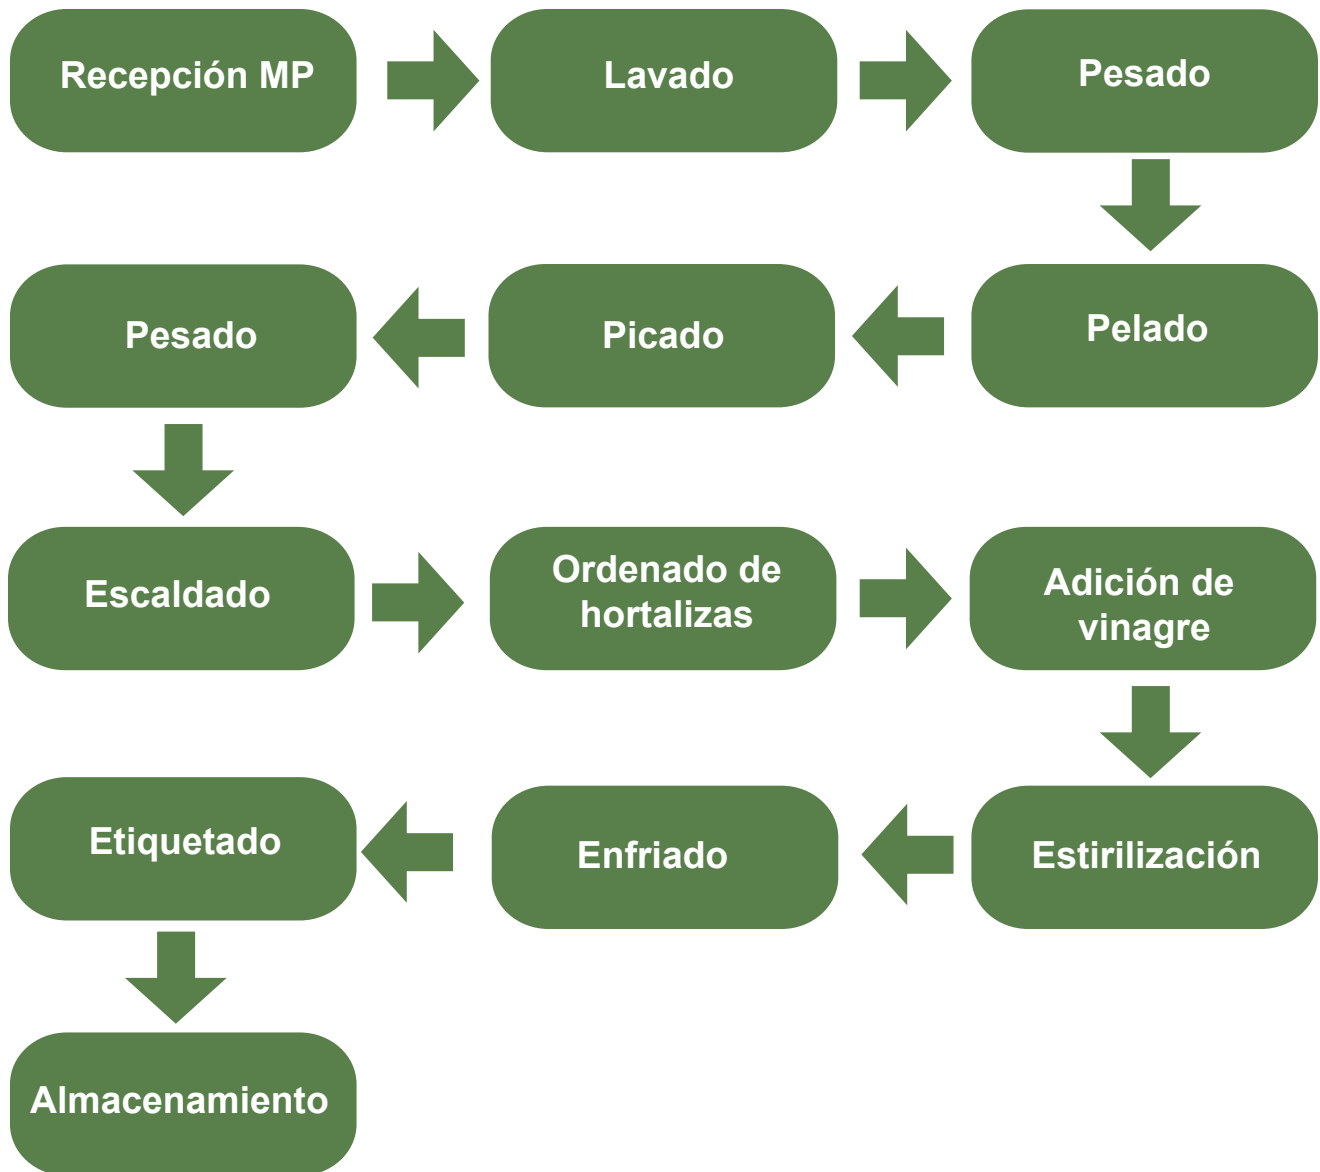 Recepción MP
Lavado
Pesado
Pelado
Picado
Pesado
Escaldado
Ordenado de
hortalizas
Adición de
vinagre
Estirilización
Enfriado
Etiquetado
Almacenamiento